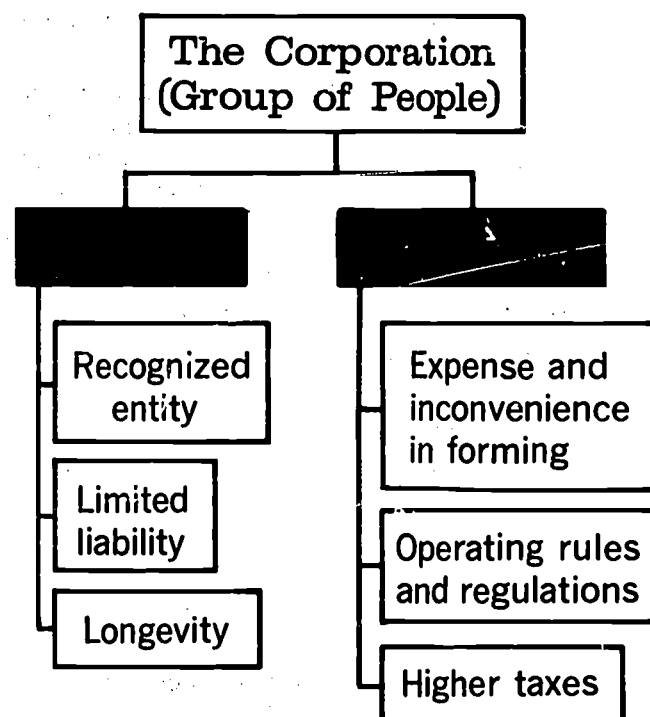 The Corporation
(Group of People)
Recognized
entity
Limited
liability
Longevity
Expense and
inconvenience
in forming
Operating rules
and regulations
Higher taxes